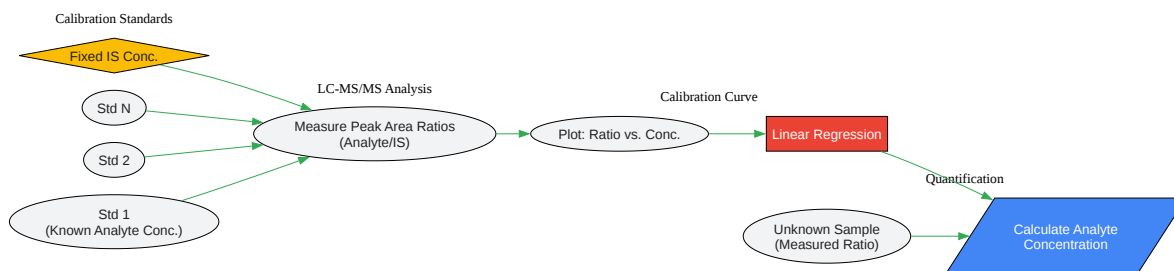 Calibration Standards
Fixed IS Conc.
Std N
Std 2
Std 1
(Known Analyte Conc.)
LC-MS/MS Analysis
Measure Peak Area Ratios
(Analyte/IS)
Plot: Ratio vs. Conc.
Calibration Curve
Linear Regression
Quantification
Unknown Sample
(Measured Ratio)
Calculate Analyte
Concentration